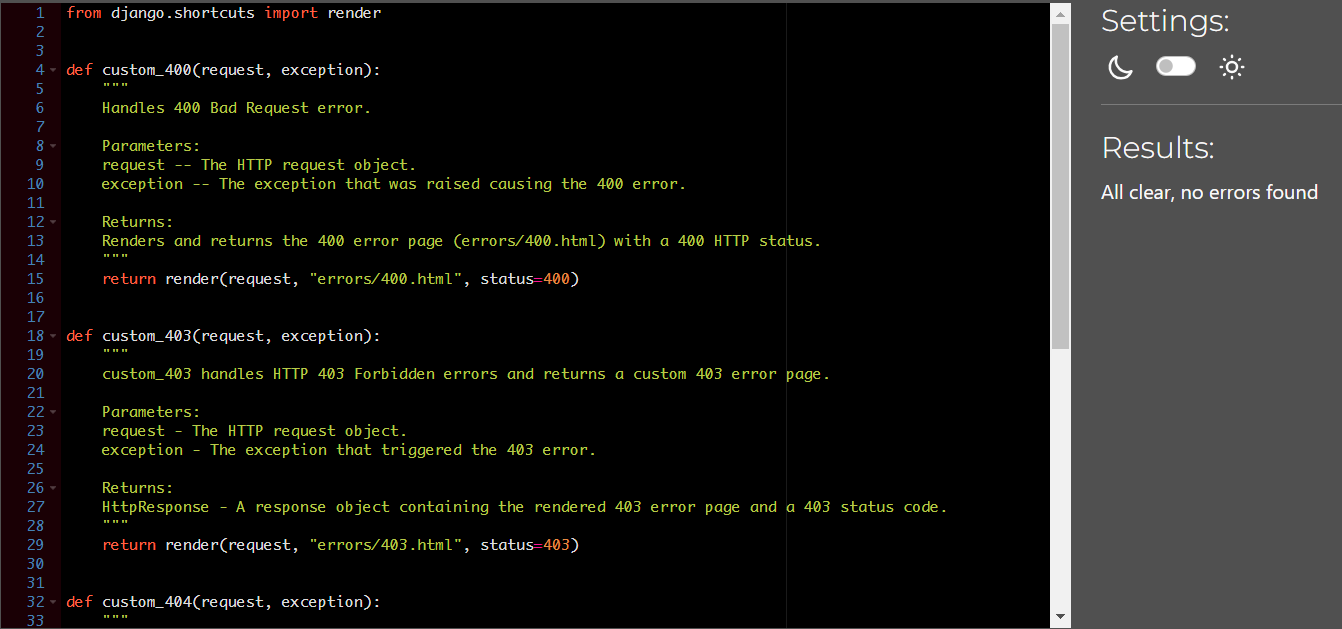 1 from django.shortcuts import render
2
3
4 def custom_400(request, exception):
5     """
6     Handles 400 Bad Request error.
7
8     Parameters:
9     request -- The HTTP request object.
10     exception -- The exception that was raised causing the 400 error.
11
12     Returns:
13     Renders and returns the 400 error page (errors/400.html) with a 400 HTTP status.
14     """
15     return render(request, "errors/400.html", status=400)
16
17
18 def custom_403(request, exception):
19     """
20     custom_403 handles HTTP 403 Forbidden errors and returns a custom 403 error page.
21
22     Parameters:
23     request - The HTTP request object.
24     exception - The exception that triggered the 403 error.
25
26     Returns:
27     HttpResponse - A response object containing the rendered 403 error page and a 403 status code.
28     """
29     return render(request, "errors/403.html", status=403)
30
31
32 def custom_404(request, exception):
33     """
Settings:
Results:
All clear, no errors found